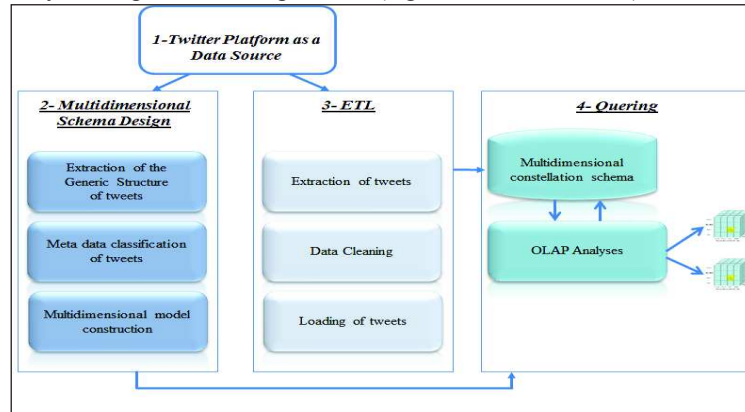 1-Twitter Platform as a
Data Source
2- Multidimensional
Schema Design
Extraction of the
Generic Structure
of tweets
Meta data classification
of tweets
Multidimensional model
construction
3- ETL
Extraction of tweets
Data Cleaning
Loading of tweets
4- Quering
Multidimensional
constellation schema
OLAP Analyses